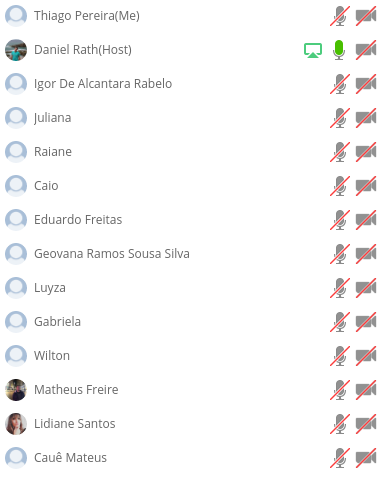 Thiago Pereira(Me)
Daniel Rath(Host)
Igor De Alcantara Rabelo
Juliana
Raiane
Caio
Eduardo Freitas
Geovana Ramos Sousa Silva
Luyza
Gabriela
Wilton
Matheus Freire
Lidiane Santos
Cauê Mateus